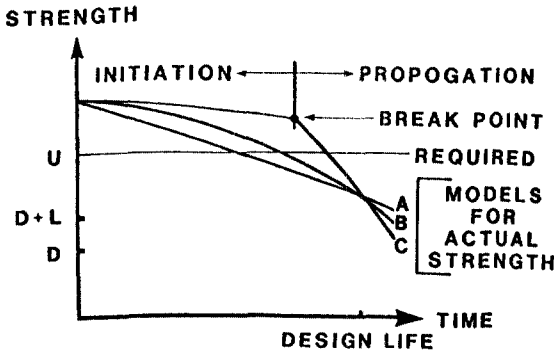 STRENGTH
INITIATION
PROPOGATION
BREAK POINT
U
REQUIRED
A
B
C
MODELS
FOR
ACTUAL
STRENGTH
D+L
D
TIME
DESIGN LIFE